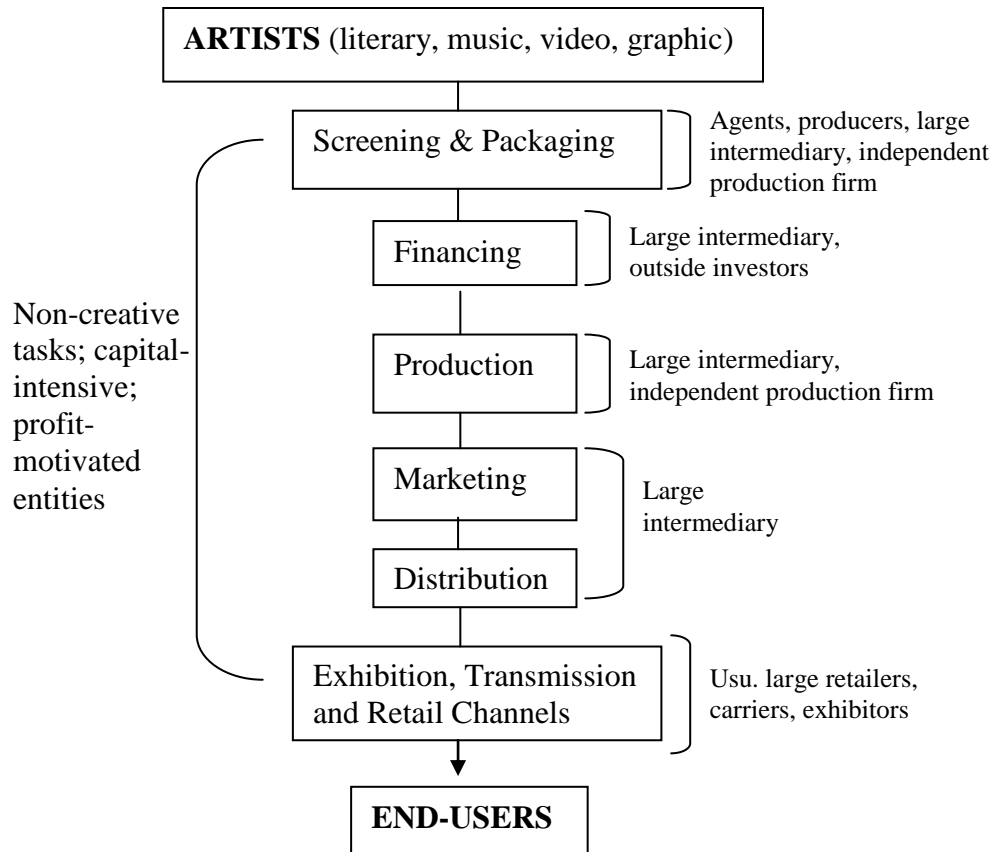 ARTISTS (literary, music, video, graphic)
Screening & Packaging
Agents, producers, large
intermediary, independent
production firm
Financing
Large intermediary,
outside investors
Non-creative
tasks; capital-
intensive;
profit-
motivated
entities
Production
Large intermediary,
independent production firm
Marketing
Large
intermediary
Distribution
Exhibition, Transmission
and Retail Channels
Usu. large retailers,
carriers, exhibitors
END-USERS